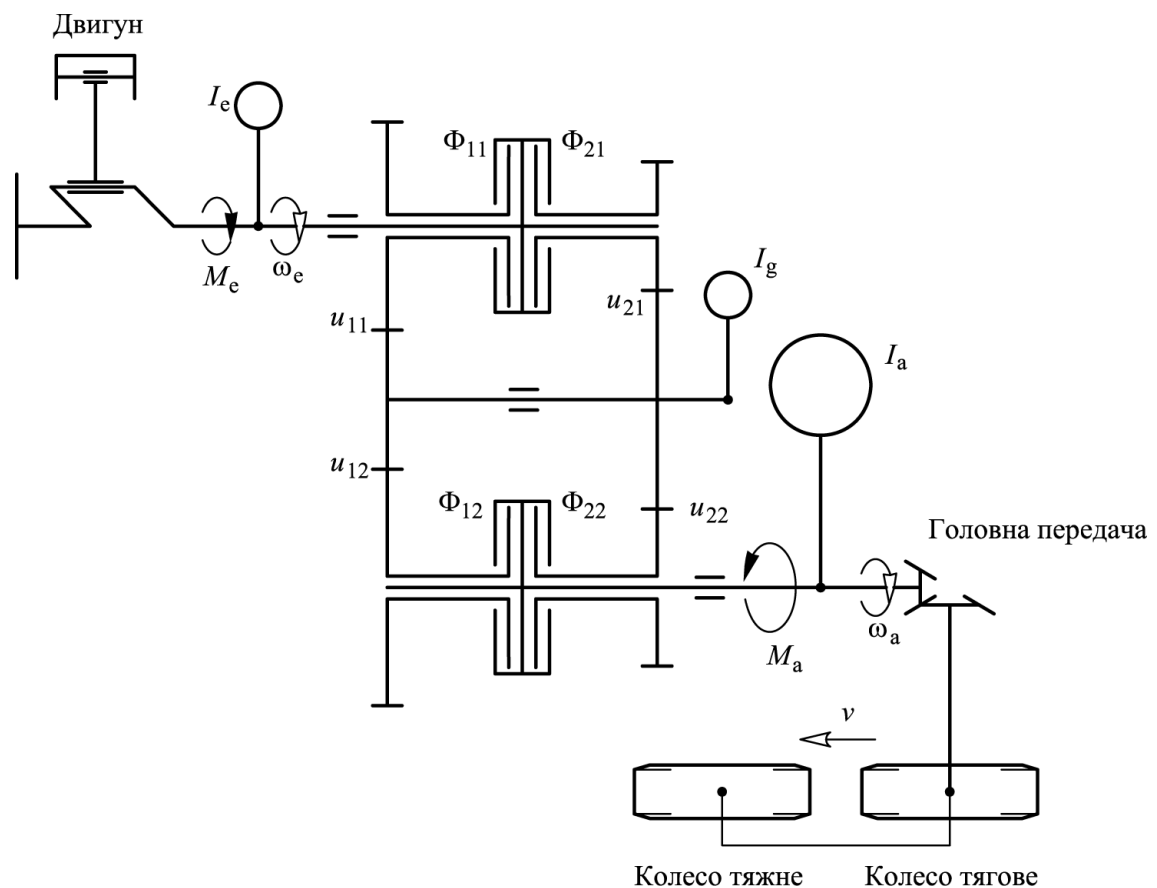 Двигун
I_e
Φ₁₁ Φ₂₁
M_e
ω_e
I_g
u₂₁
u₁₁
I_a
u₁₂
Φ₁₂ Φ₂₂
u₂₂
Головна передача
ω_a
M_a
v
Колесо тяжне Колесо тягове